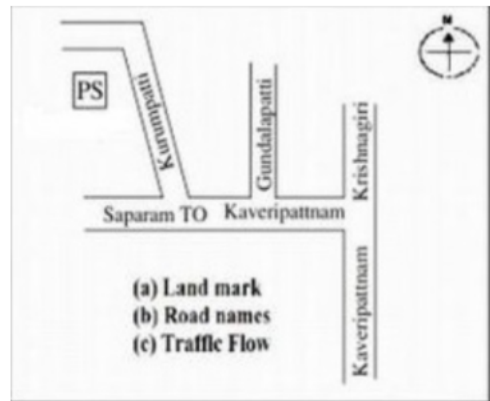 N
PS
Kurumpatti
Gundalapatti
Krishnagiri
Saparam TO Kaveripattnam
Kaveripattnam
(a) Land mark
(b) Road names
(c) Traffic Flow